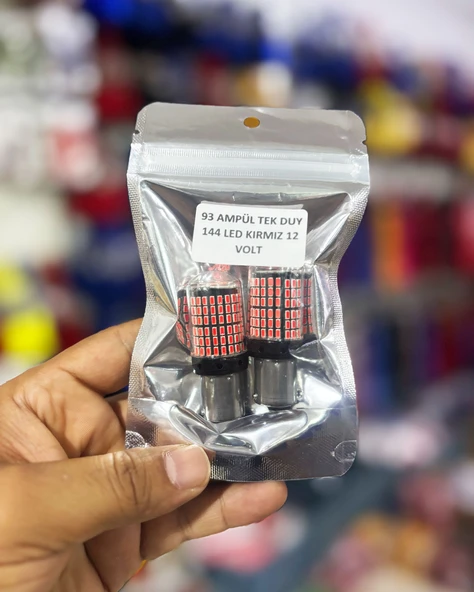 93 AMPÜL TEK DUY
144 LED KIRMIZ 12
VOLT